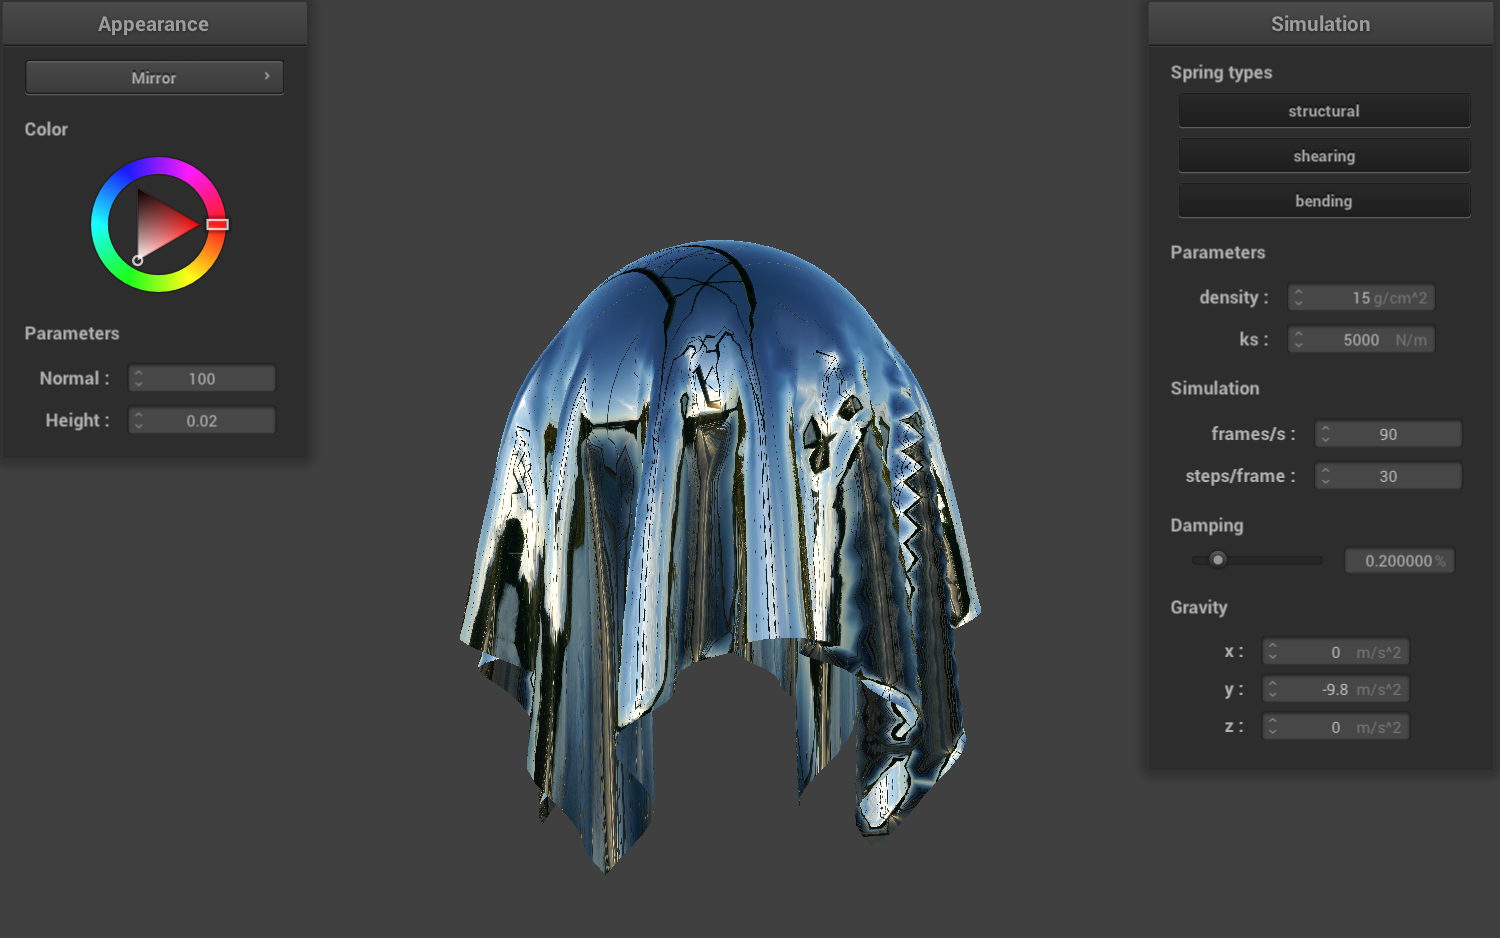 Appearance
Mirror
Color
Parameters
Normal : 100
Height : 0.02
Simulation
Spring types
structural
shearing
bending
Parameters
density : 15 g/cm^2
ks : 5000 N/m
Simulation
frames/s : 90
steps/frame : 30
Damping
0.200000 %
Gravity
x : 0 m/s^2
y : -9.8 m/s^2
z : 0 m/s^2